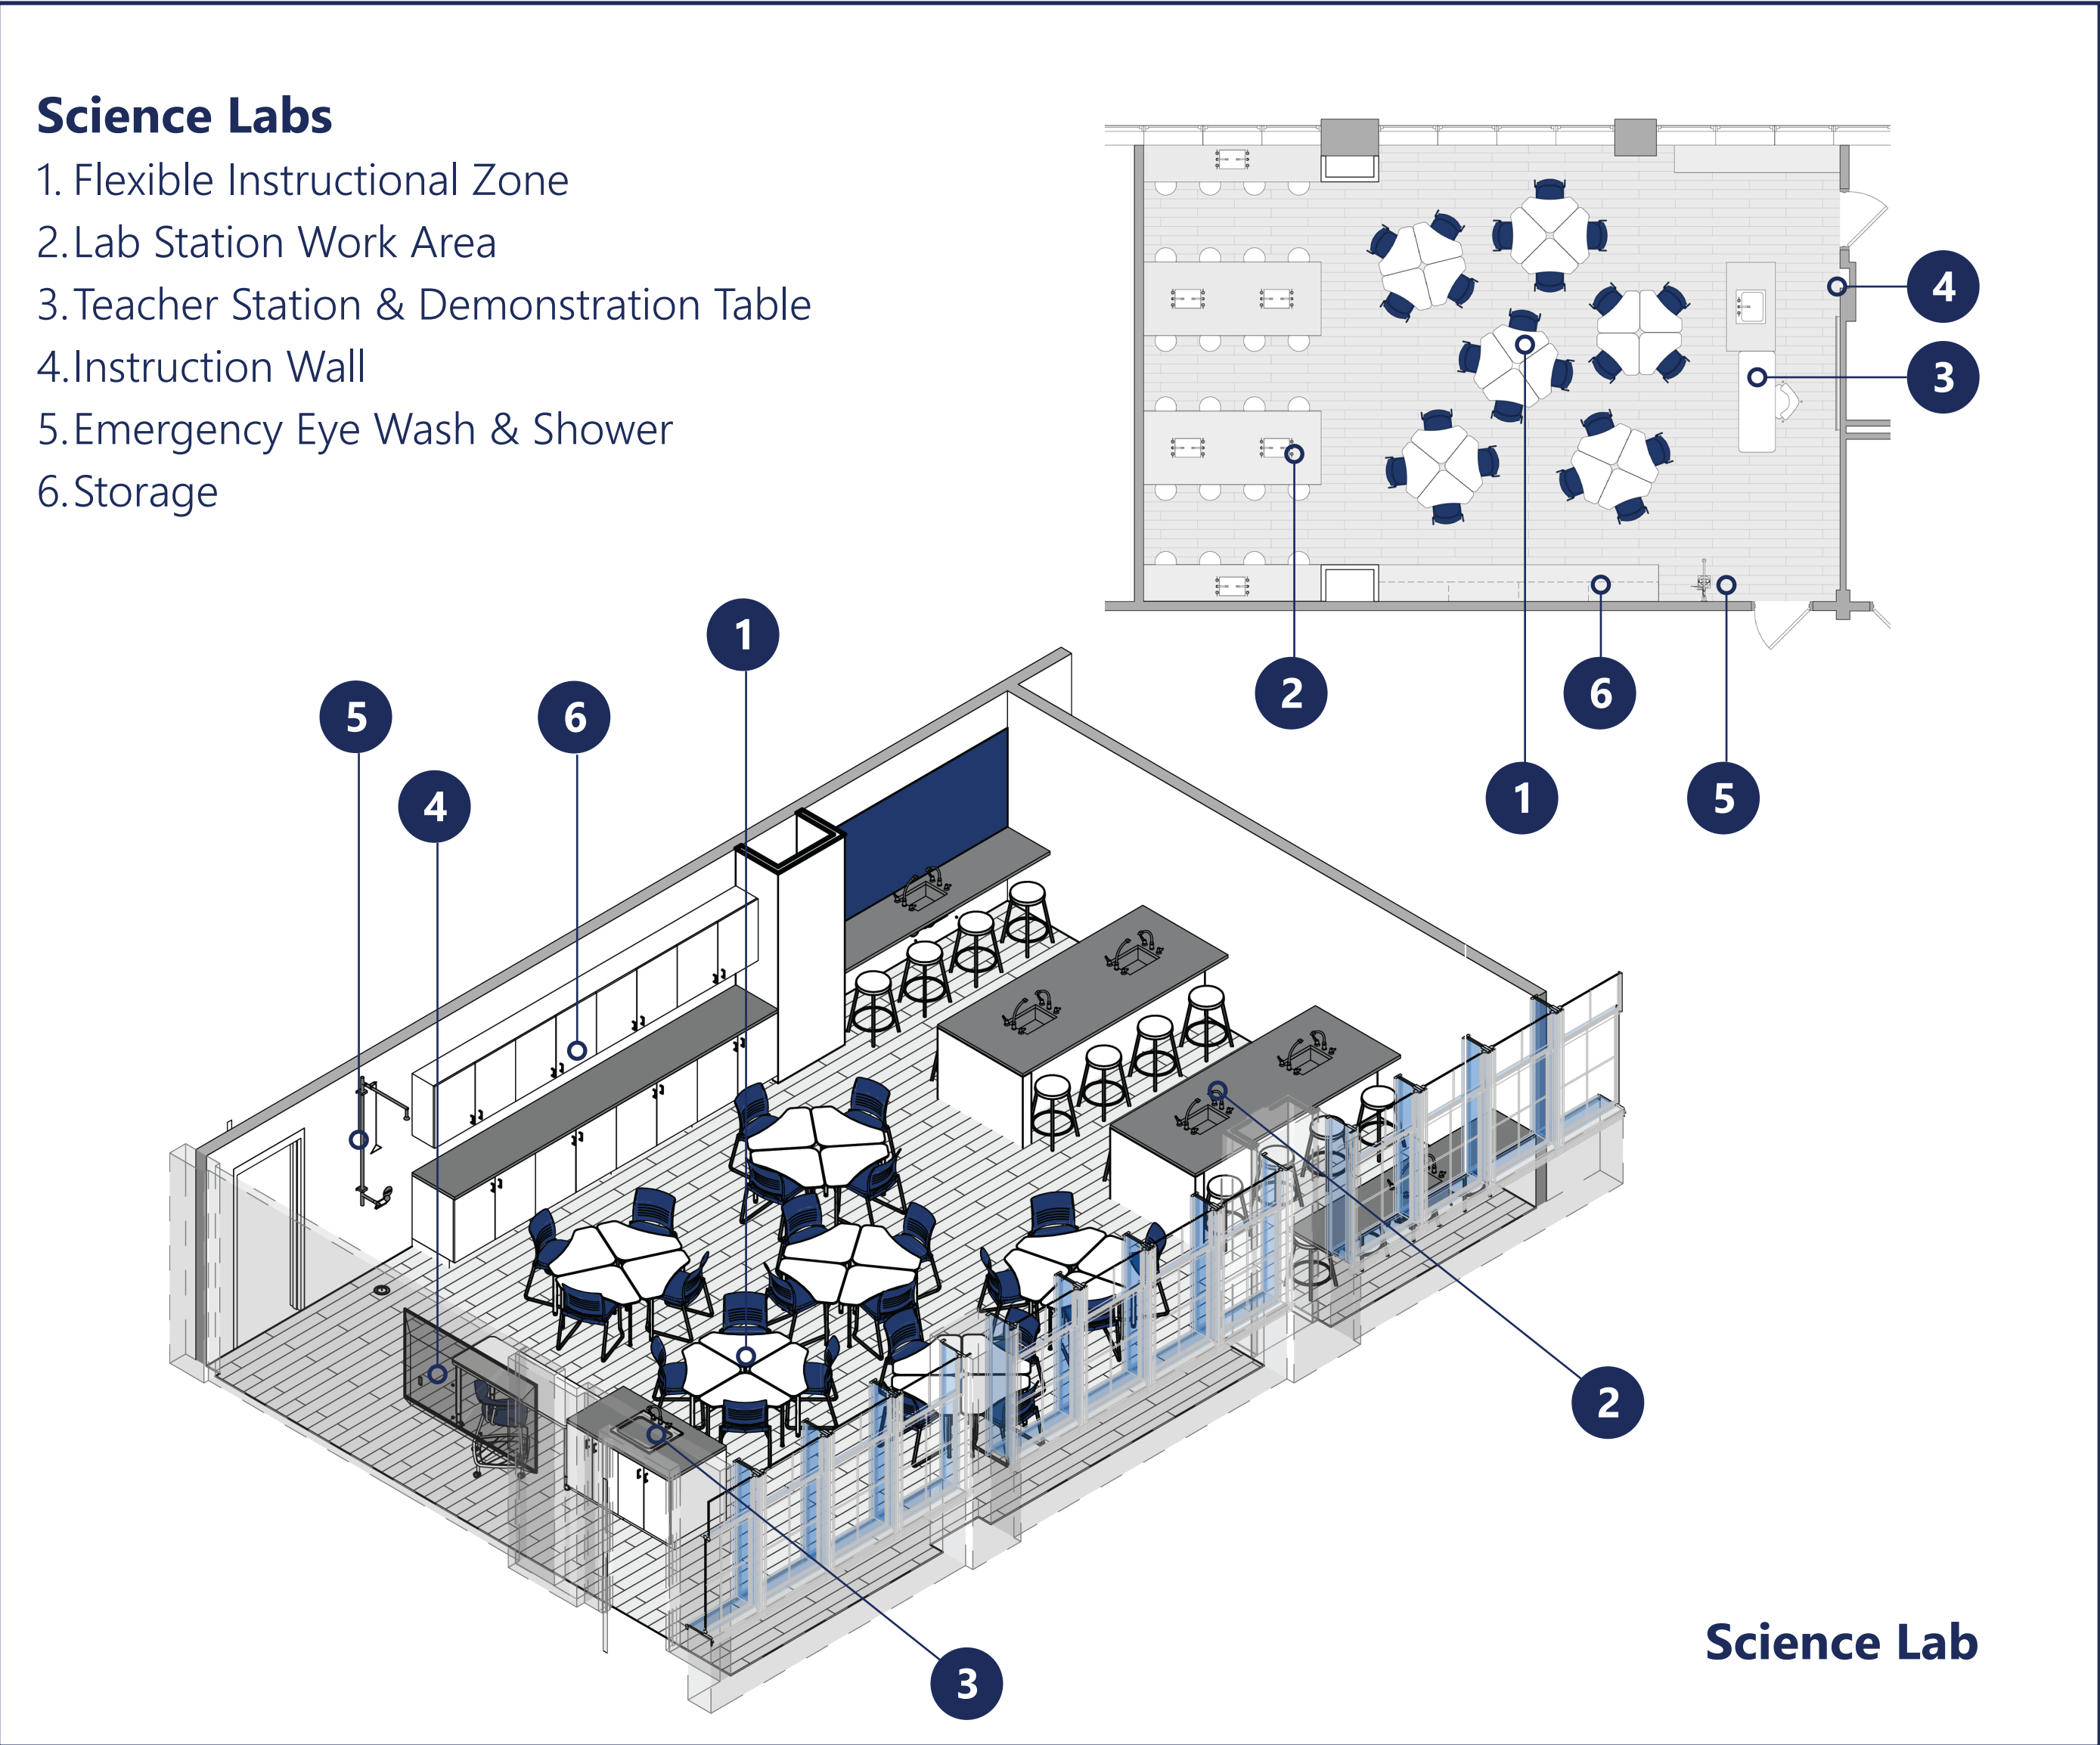 Science Labs
1. Flexible Instructional Zone
2. Lab Station Work Area
3. Teacher Station & Demonstration Table
4. Instruction Wall
5. Emergency Eye Wash & Shower
6. Storage
4
3
2
6
1
5
1
5
6
4
2
3
Science Lab